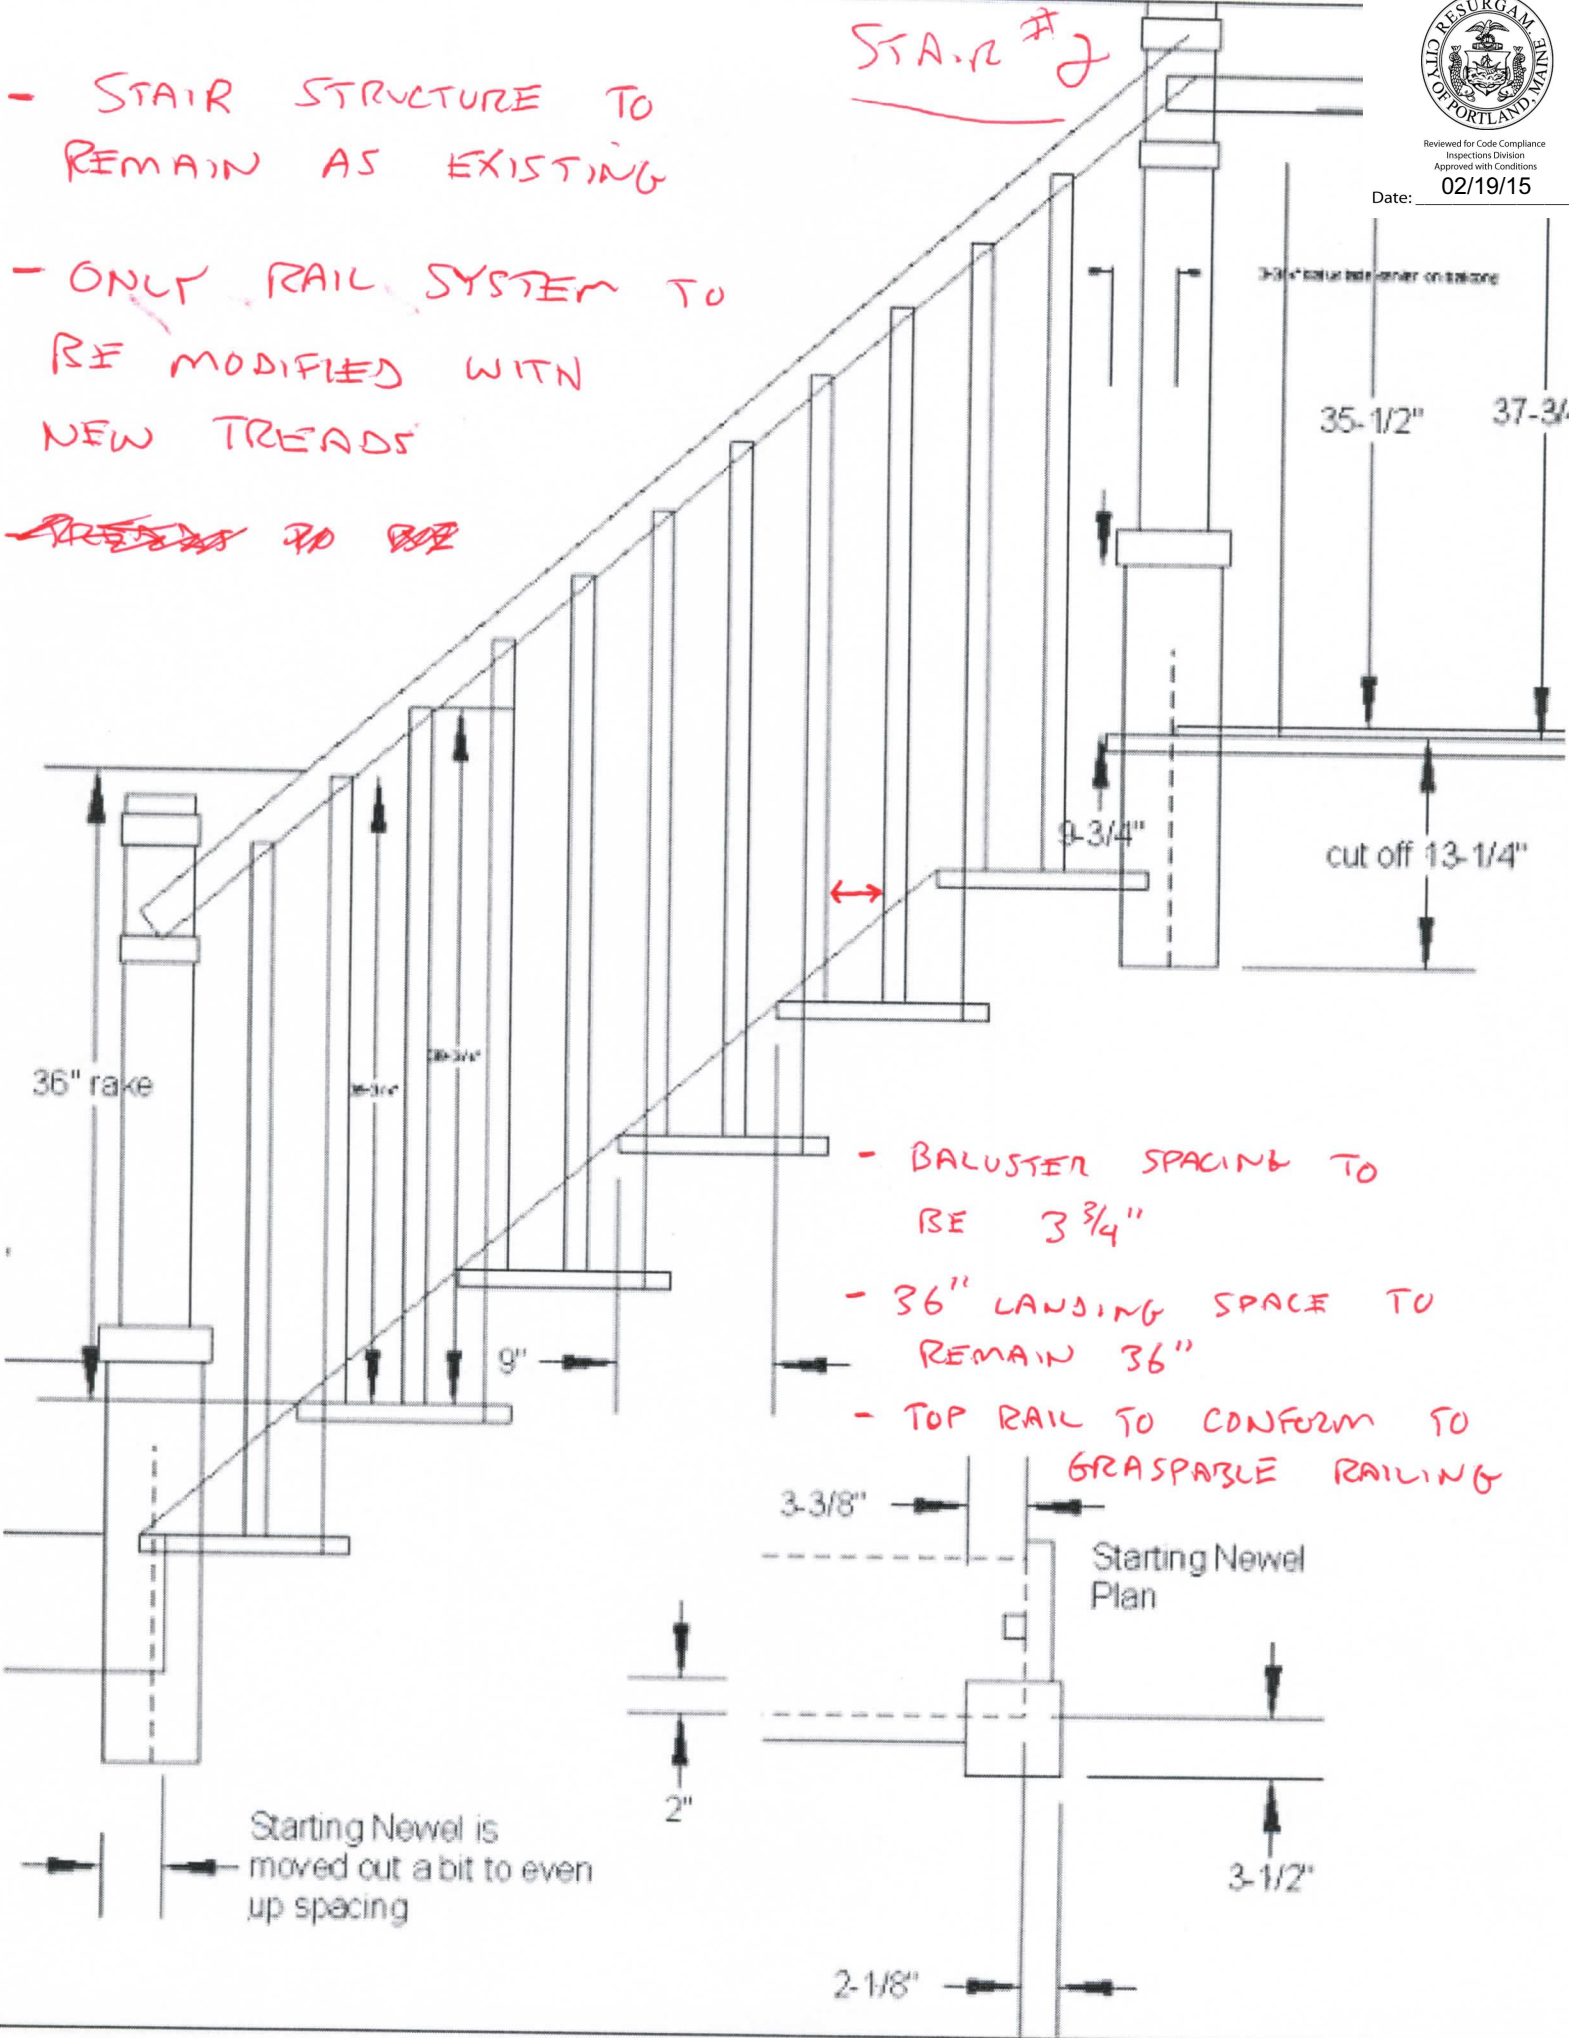 STAIR #2
- STAIR STRUCTURE TO
REMAIN AS EXISTING
- ONLY RAIL SYSTEM TO
BE MODIFIED WITH
NEW TREADS
RESURGAM.
CITY OF PORTLAND, MAINE
Reviewed for Code Compliance
Inspections Division
Approved with Conditions
Date: 02/19/15
35-1/2"
37-3/4
9-3/4"
cut off 13-1/4"
36" rake
9"
- BALUSTER SPACING TO
BE 3 3/4"
- 36" LANDING SPACE TO
REMAIN 36"
- TOP RAIL TO CONFORM TO
GRASPABLE RAILING
3-3/8"
Starting Newel
Plan
2"
3-1/2"
Starting Newel is
moved out a bit to even
up spacing
2-1/8"